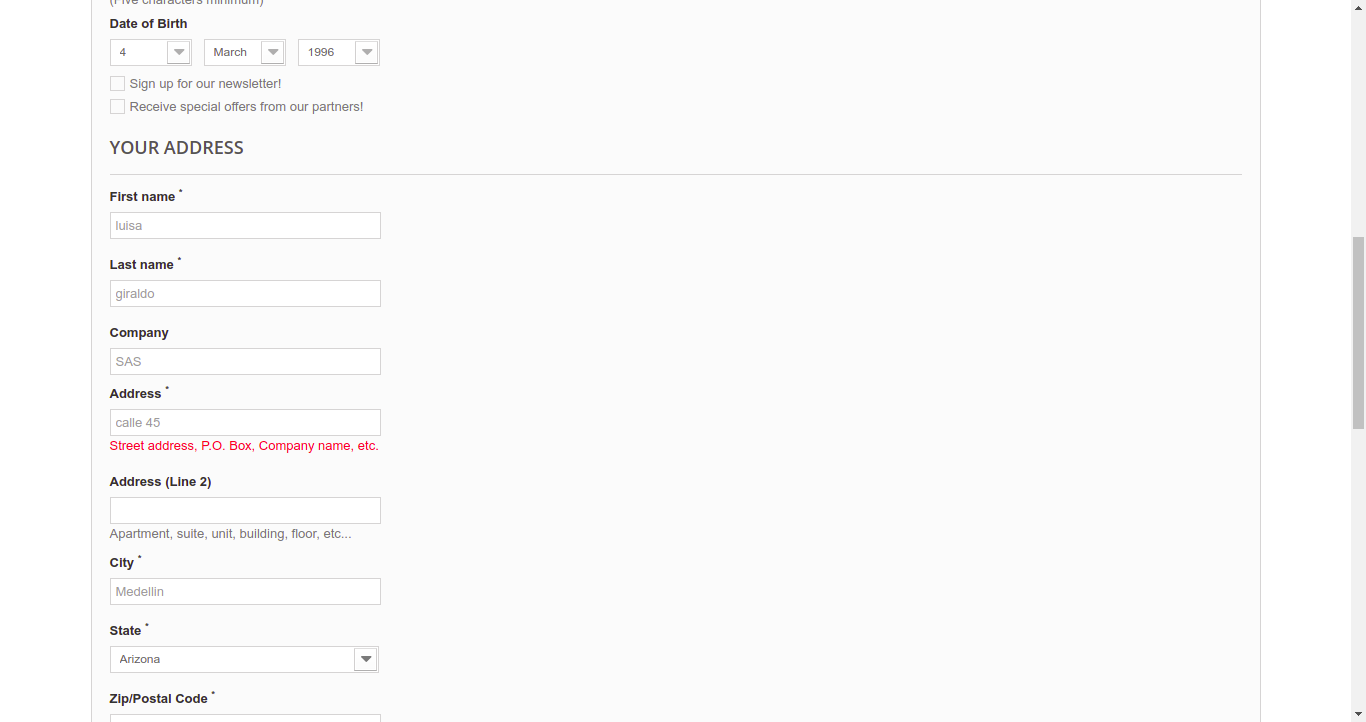 (Five characters minimum)
Date of Birth
4 March 1996
Sign up for our newsletter!
Receive special offers from our partners!
YOUR ADDRESS
First name *
luisa
Last name *
giraldo
Company
SAS
Address *
calle 45
Street address, P.O. Box, Company name, etc.
Address (Line 2)
Apartment, suite, unit, building, floor, etc...
City *
Medellin
State *
Arizona
Zip/Postal Code *